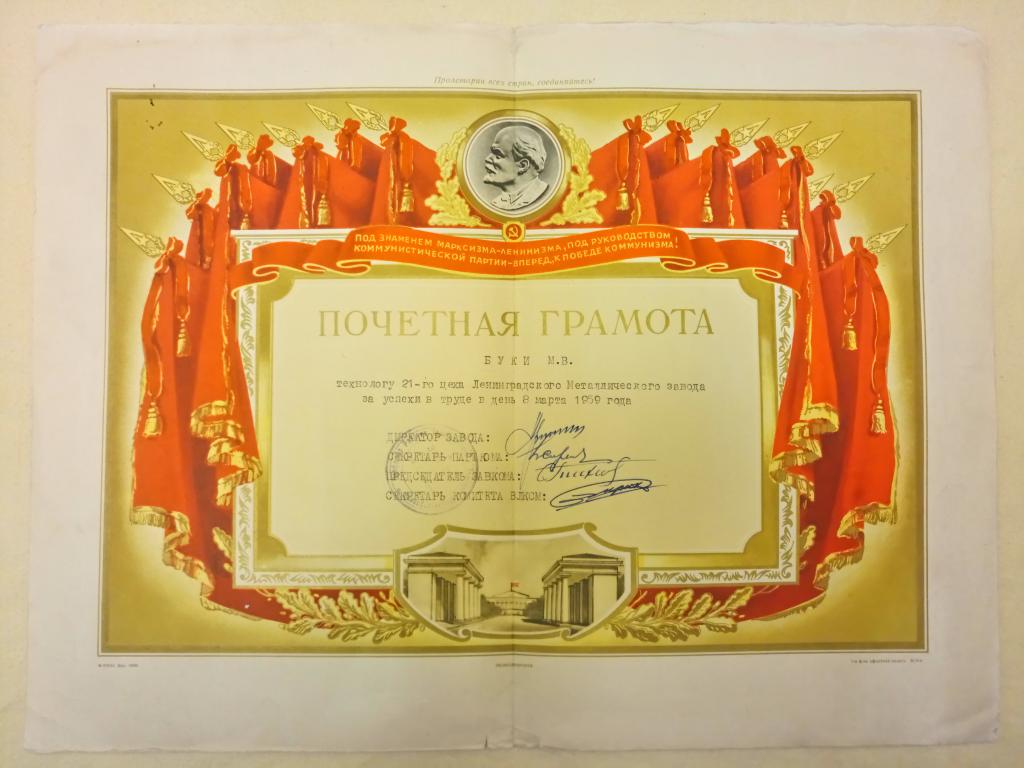 Пролетарии всех стран, соединяйтесь!
ПОД ЗНАМЕНЕМ МАРКСИЗМА-ЛЕНИНИЗМА, ПОД РУКОВОДСТВОМ
КОММУНИСТИЧЕСКОЙ ПАРТИИ-ВПЕРЕД, К ПОБЕДЕ КОММУНИЗМА!
ПОЧЕТНАЯ ГРАМОТА
БУКИ М.В.
технологу 21-го цеха Ленинградского Металлического завода
за успехи в труде в день 8 марта 1959 года
ДИРЕКТОР ЗАВОДА:
СЕКРЕТАРЬ ПАРТКОМА:
ПРЕДСЕДАТЕЛЬ ЗАВКОМА:
СЕКРЕТАРЬ КОМИТЕТА ВЛКСМ: